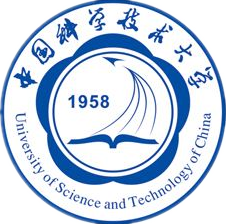 中国科学技术大学
1958
University of Science and Technology of China